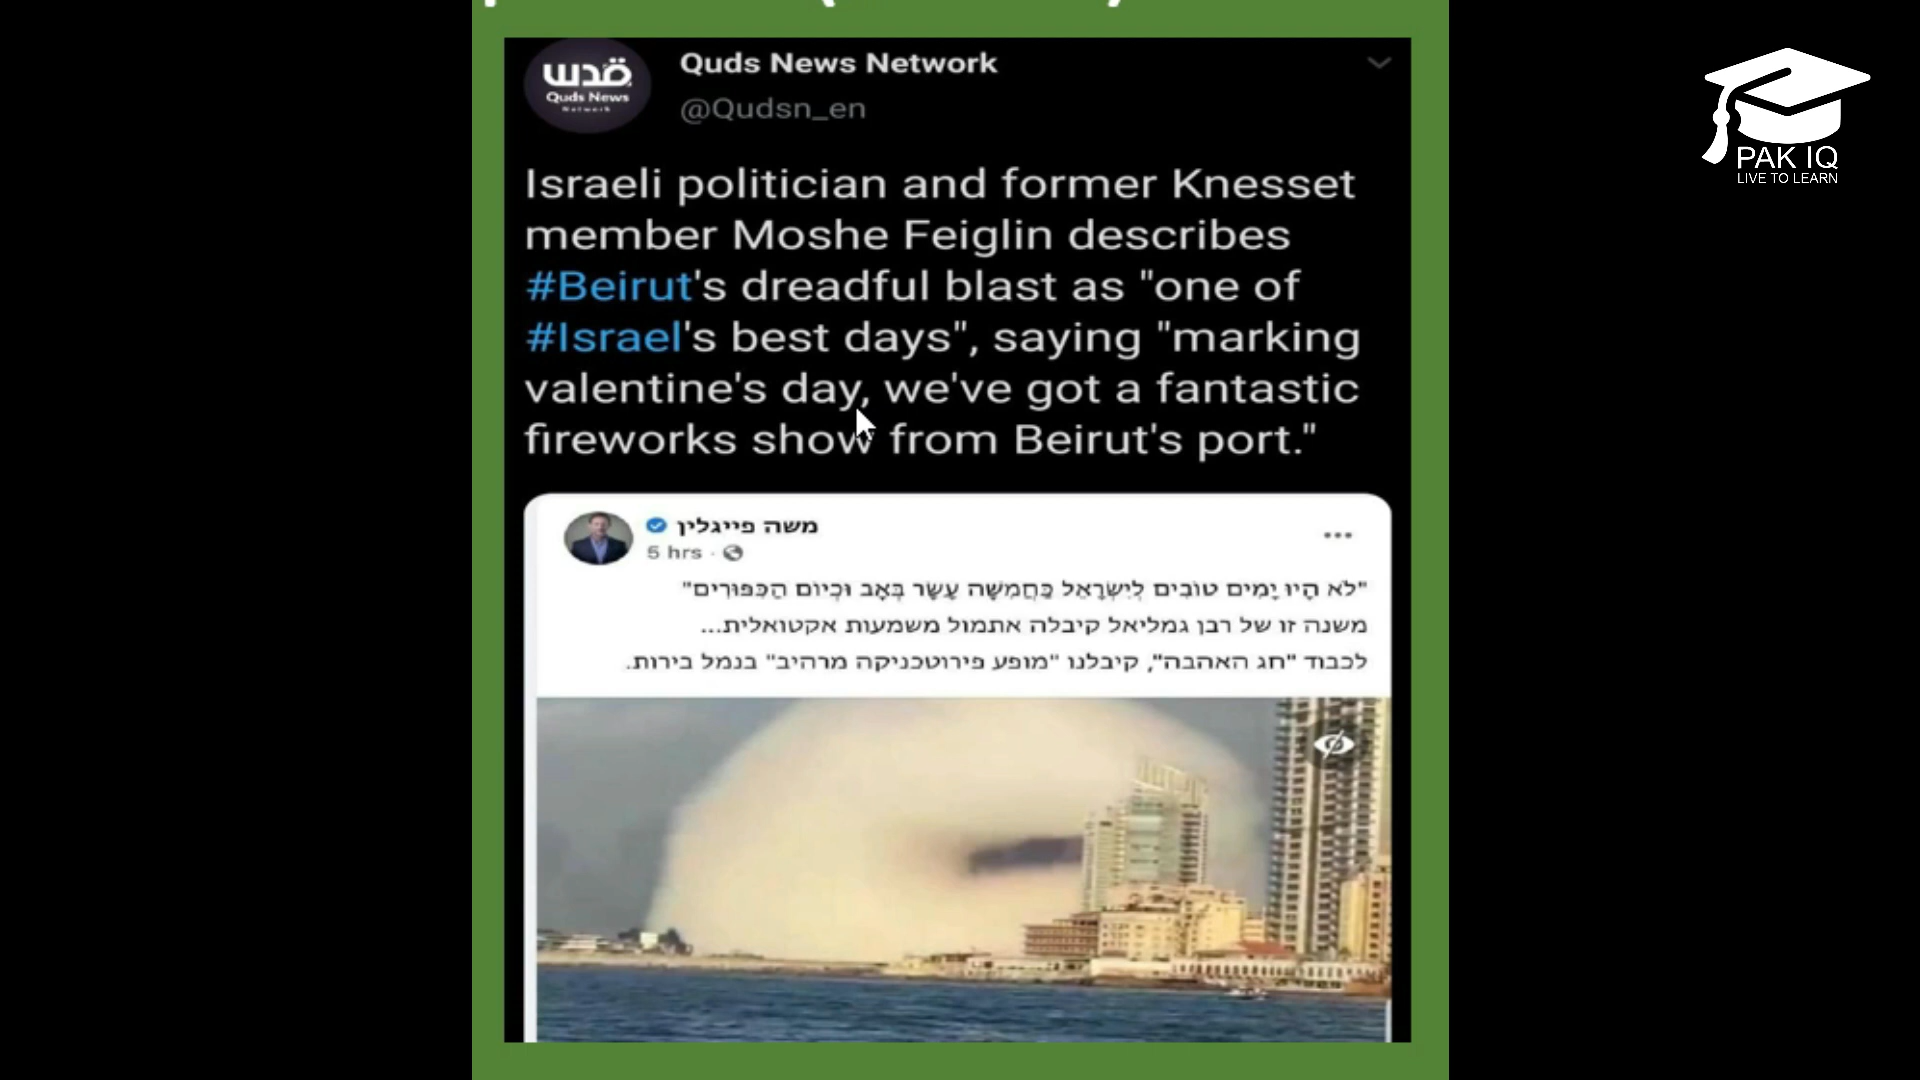 قدس
Quds News
Network
Quds News Network
@Qudsn_en
Israeli politician and former Knesset
member Moshe Feiglin describes
#Beirut's dreadful blast as "one of
#Israel's best days", saying "marking
valentine's day, we've got a fantastic
fireworks show from Beirut's port."
משה פייגלין
5 hrs ·
"לֹא הָיוּ יָמִים טוֹבִים לְיִשְׂרָאֵל כַּחֲמִשָּׁה עָשָׂר בְּאָב וּכְיוֹם הַכִּפּוּרִים"
משנה זו של רבן גמליאל קיבלה אתמול משמעות אקטואלית...
לכבוד "חג האהבה", קיבלנו "מופע פירוטכניקה מרהיב" בנמל בירות.
PAK IQ
LIVE TO LEARN